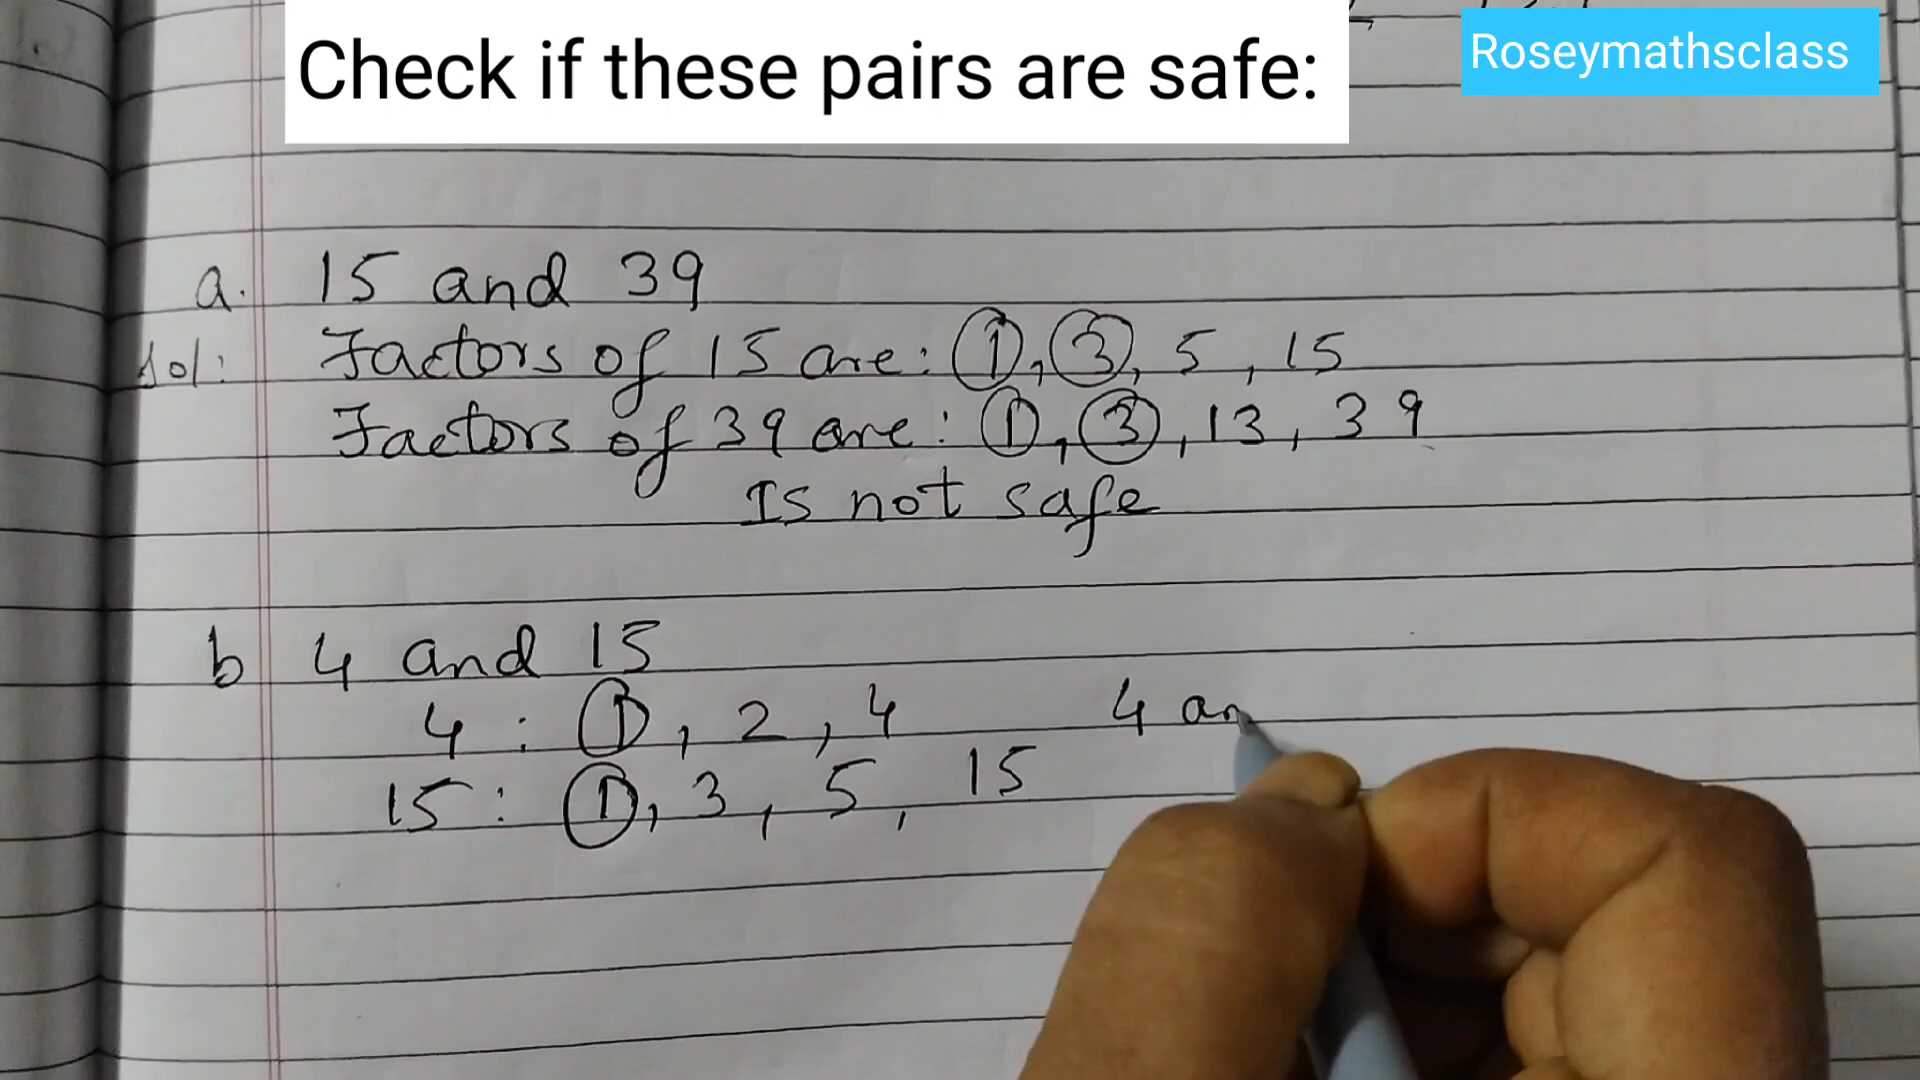 Check if these pairs are safe:
Roseymathsclass
a. 15 and 39
Sol: Factors of 15 are: 1, 3, 5, 15
Factors of 39 are: 1, 3, 13, 39
Is not safe
b 4 and 15
4 : 1, 2, 4 4 an
15 : 1, 3, 5, 15